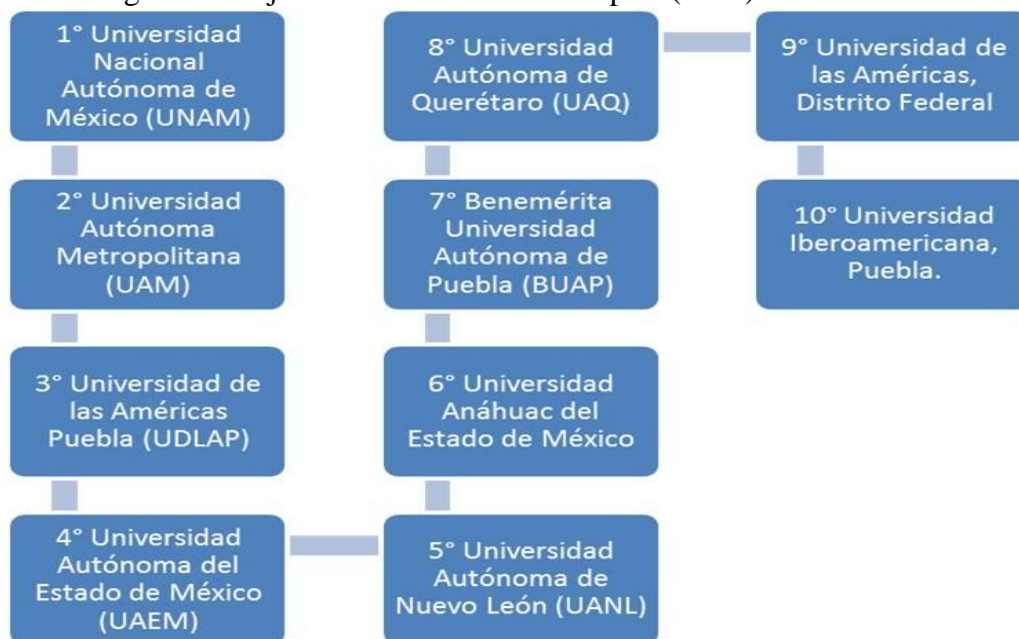 1° Universidad
Nacional
Autónoma de
México (UNAM)
2° Universidad
Autónoma
Metropolitana
(UAM)
3° Universidad de
las Américas
Puebla (UDLAP)
4° Universidad
Autónoma del
Estado de México
(UAEM)
5° Universidad
Autónoma de
Nuevo León (UANL)
6° Universidad
Anáhuac del
Estado de México
7° Benemérita
Universidad
Autónoma de
Puebla (BUAP)
8° Universidad
Autónoma de
Querétaro (UAQ)
9° Universidad de
las Américas,
Distrito Federal
10° Universidad
Iberoamericana,
Puebla.